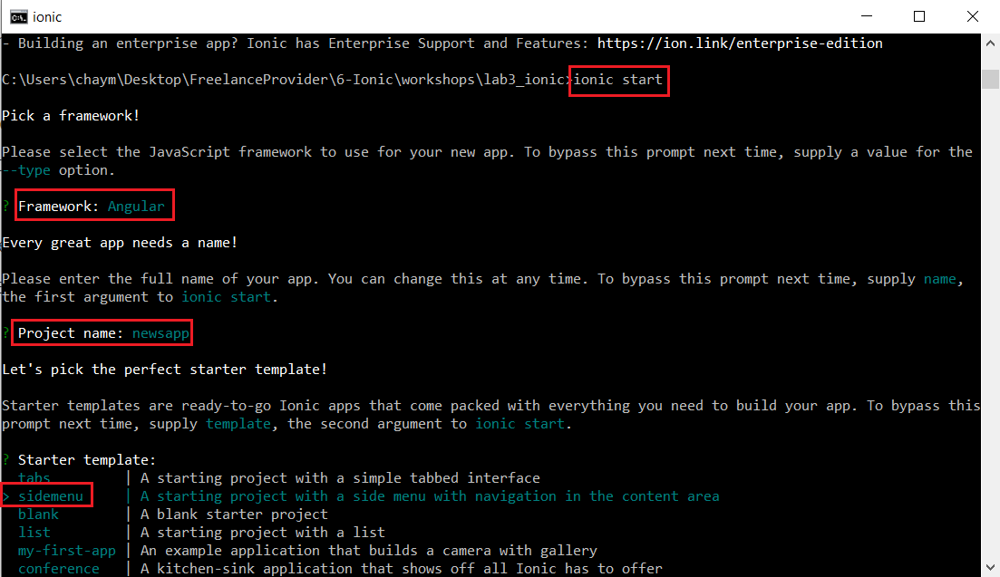 ionic
- Building an enterprise app? Ionic has Enterprise Support and Features: https://ion.link/enterprise-edition
C:\Users\chaym\Desktop\FreelanceProvider\6-Ionic\workshops\lab3_ionic>ionic start
Pick a framework!
Please select the JavaScript framework to use for your new app. To bypass this prompt next time, supply a value for the
--type option.
? Framework: Angular
Every great app needs a name!
Please enter the full name of your app. You can change this at any time. To bypass this prompt next time, supply name,
the first argument to ionic start.
? Project name: newsapp
Let's pick the perfect starter template!
Starter templates are ready-to-go Ionic apps that come packed with everything you need to build your app. To bypass this
prompt next time, supply template, the second argument to ionic start.
? Starter template:
tabs | A starting project with a simple tabbed interface
> sidemenu | A starting project with a side menu with navigation in the content area
blank | A blank starter project
list | A starting project with a list
my-first-app | An example application that builds a camera with gallery
conference | A kitchen-sink application that shows off all Ionic has to offer